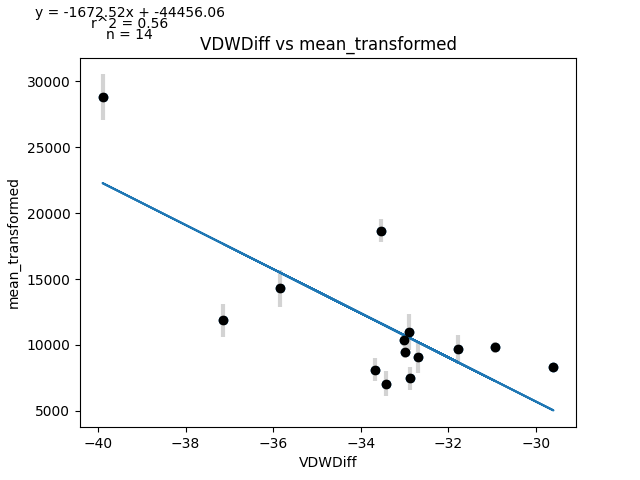 y = -1672.52x + -44456.06
r^2 = 0.56
n = 14
VDWDiff vs mean_transformed
30000
25000
20000
15000
10000
5000
mean_transformed
−40 −38 −36 −34 −32 −30
VDWDiff